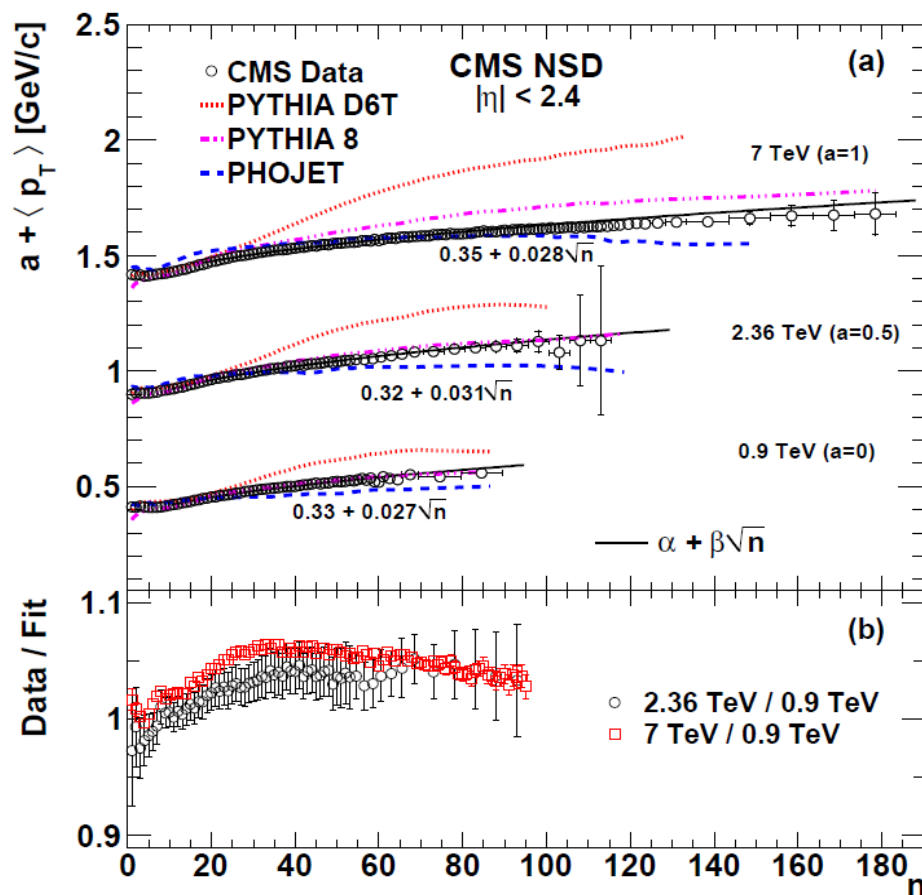 a + ⟨ p_T ⟩ [GeV/c]
2.5
2
1.5
1
0.5
CMS Data
PYTHIA D6T
PYTHIA 8
PHOJET
CMS NSD
|η| < 2.4
(a)
7 TeV (a=1)
0.35 + 0.028√n
2.36 TeV (a=0.5)
0.32 + 0.031√n
0.9 TeV (a=0)
0.33 + 0.027√n
α + β√n
Data / Fit
1.1
1
0.9
(b)
2.36 TeV / 0.9 TeV
7 TeV / 0.9 TeV
0 20 40 60 80 100 120 140 160 180
n